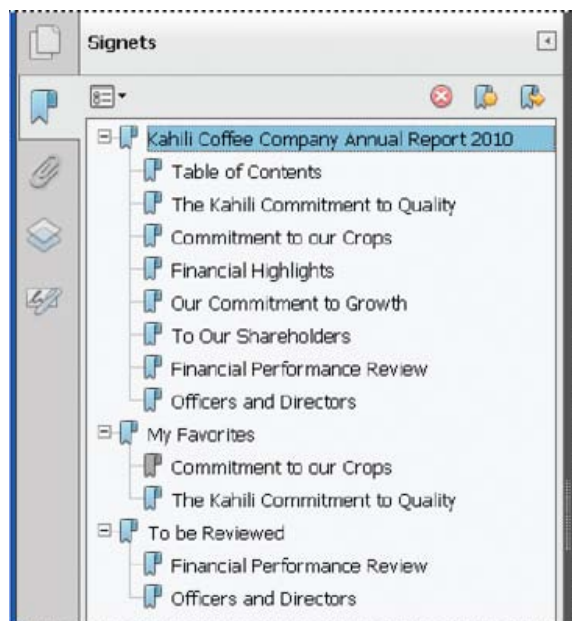 Signets
Kahili Coffee Company Annual Report 2010
Table of Contents
The Kahili Commitment to Quality
Commitment to our Crops
Financial Highlights
Our Commitment to Growth
To Our Shareholders
Financial Performance Review
Officers and Directors
My Favorites
Commitment to our Crops
The Kahili Commitment to Quality
To be Reviewed
Financial Performance Review
Officers and Directors